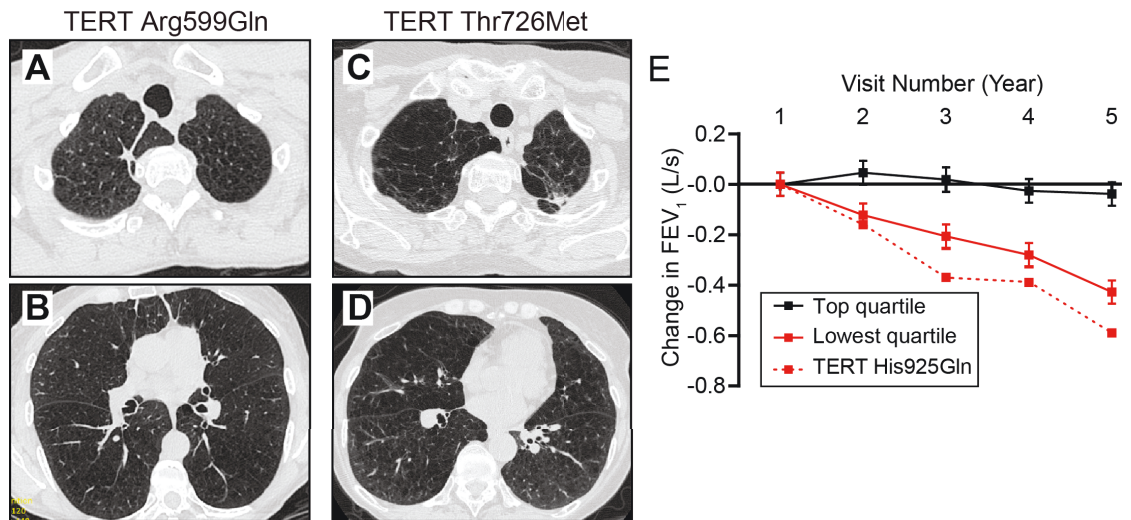 TERT Arg599Gln
TERT Thr726Met
A
C
B
D
120
E
Visit Number (Year)
1 2 3 4 5
Change in FEV1 (L/s)
0.2
-0.0
-0.2
-0.4
-0.6
-0.8
Top quartile
Lowest quartile
TERT His925Gln